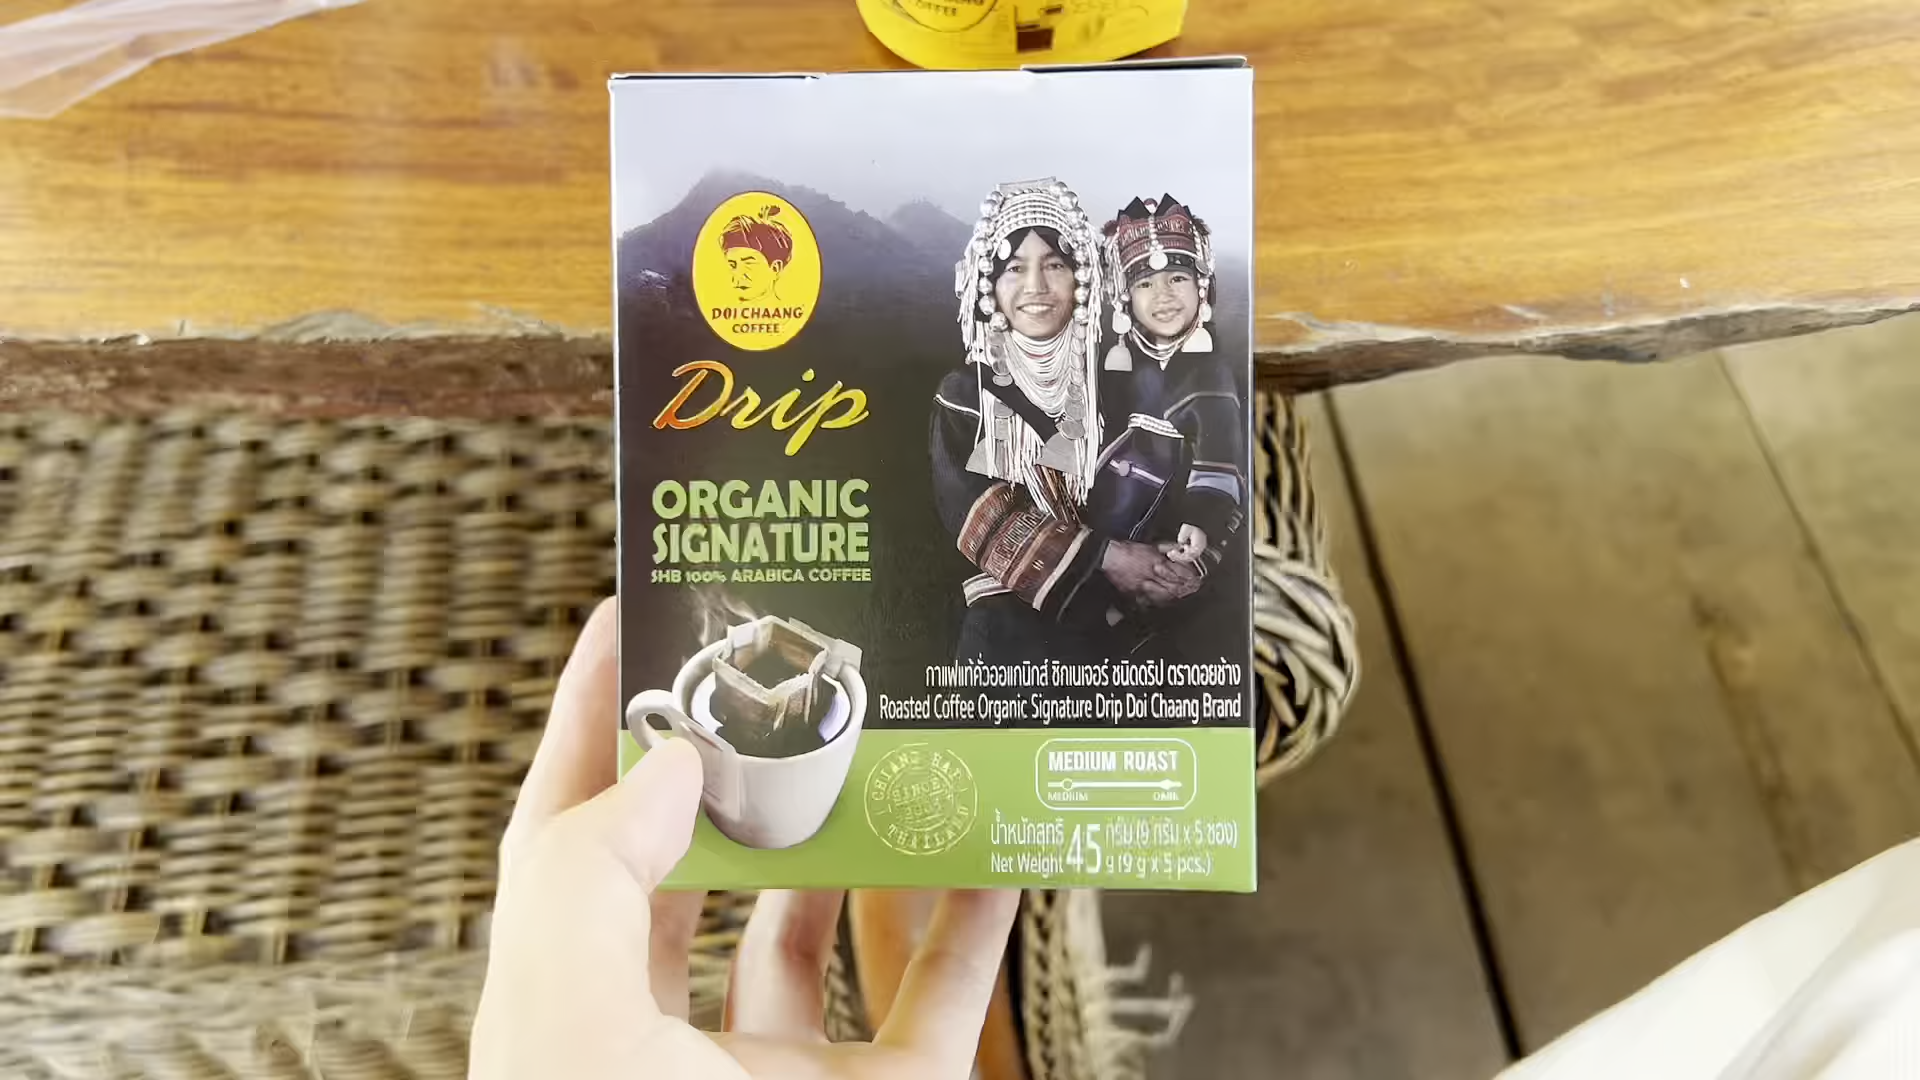 COFFEE
DOI CHAANG
COFFEE
Drip
ORGANIC
SIGNATURE
SHB 100% ARABICA COFFEE
กาแฟแท้คั่วออแกนิกส์ ซิกเนเจอร์ ชนิดดริป ตราดอยช้าง
Roasted Coffee Organic Signature Drip Doi Chaang Brand
CHIANG RAI
SINCE
THAILAND
MEDIUM ROAST
MEDIUM
น้ำหนักสุทธิ 45 กรัม (9 กรัม x 5 ซอง)
Net Weight 45 g (9 g x 5 pcs.)